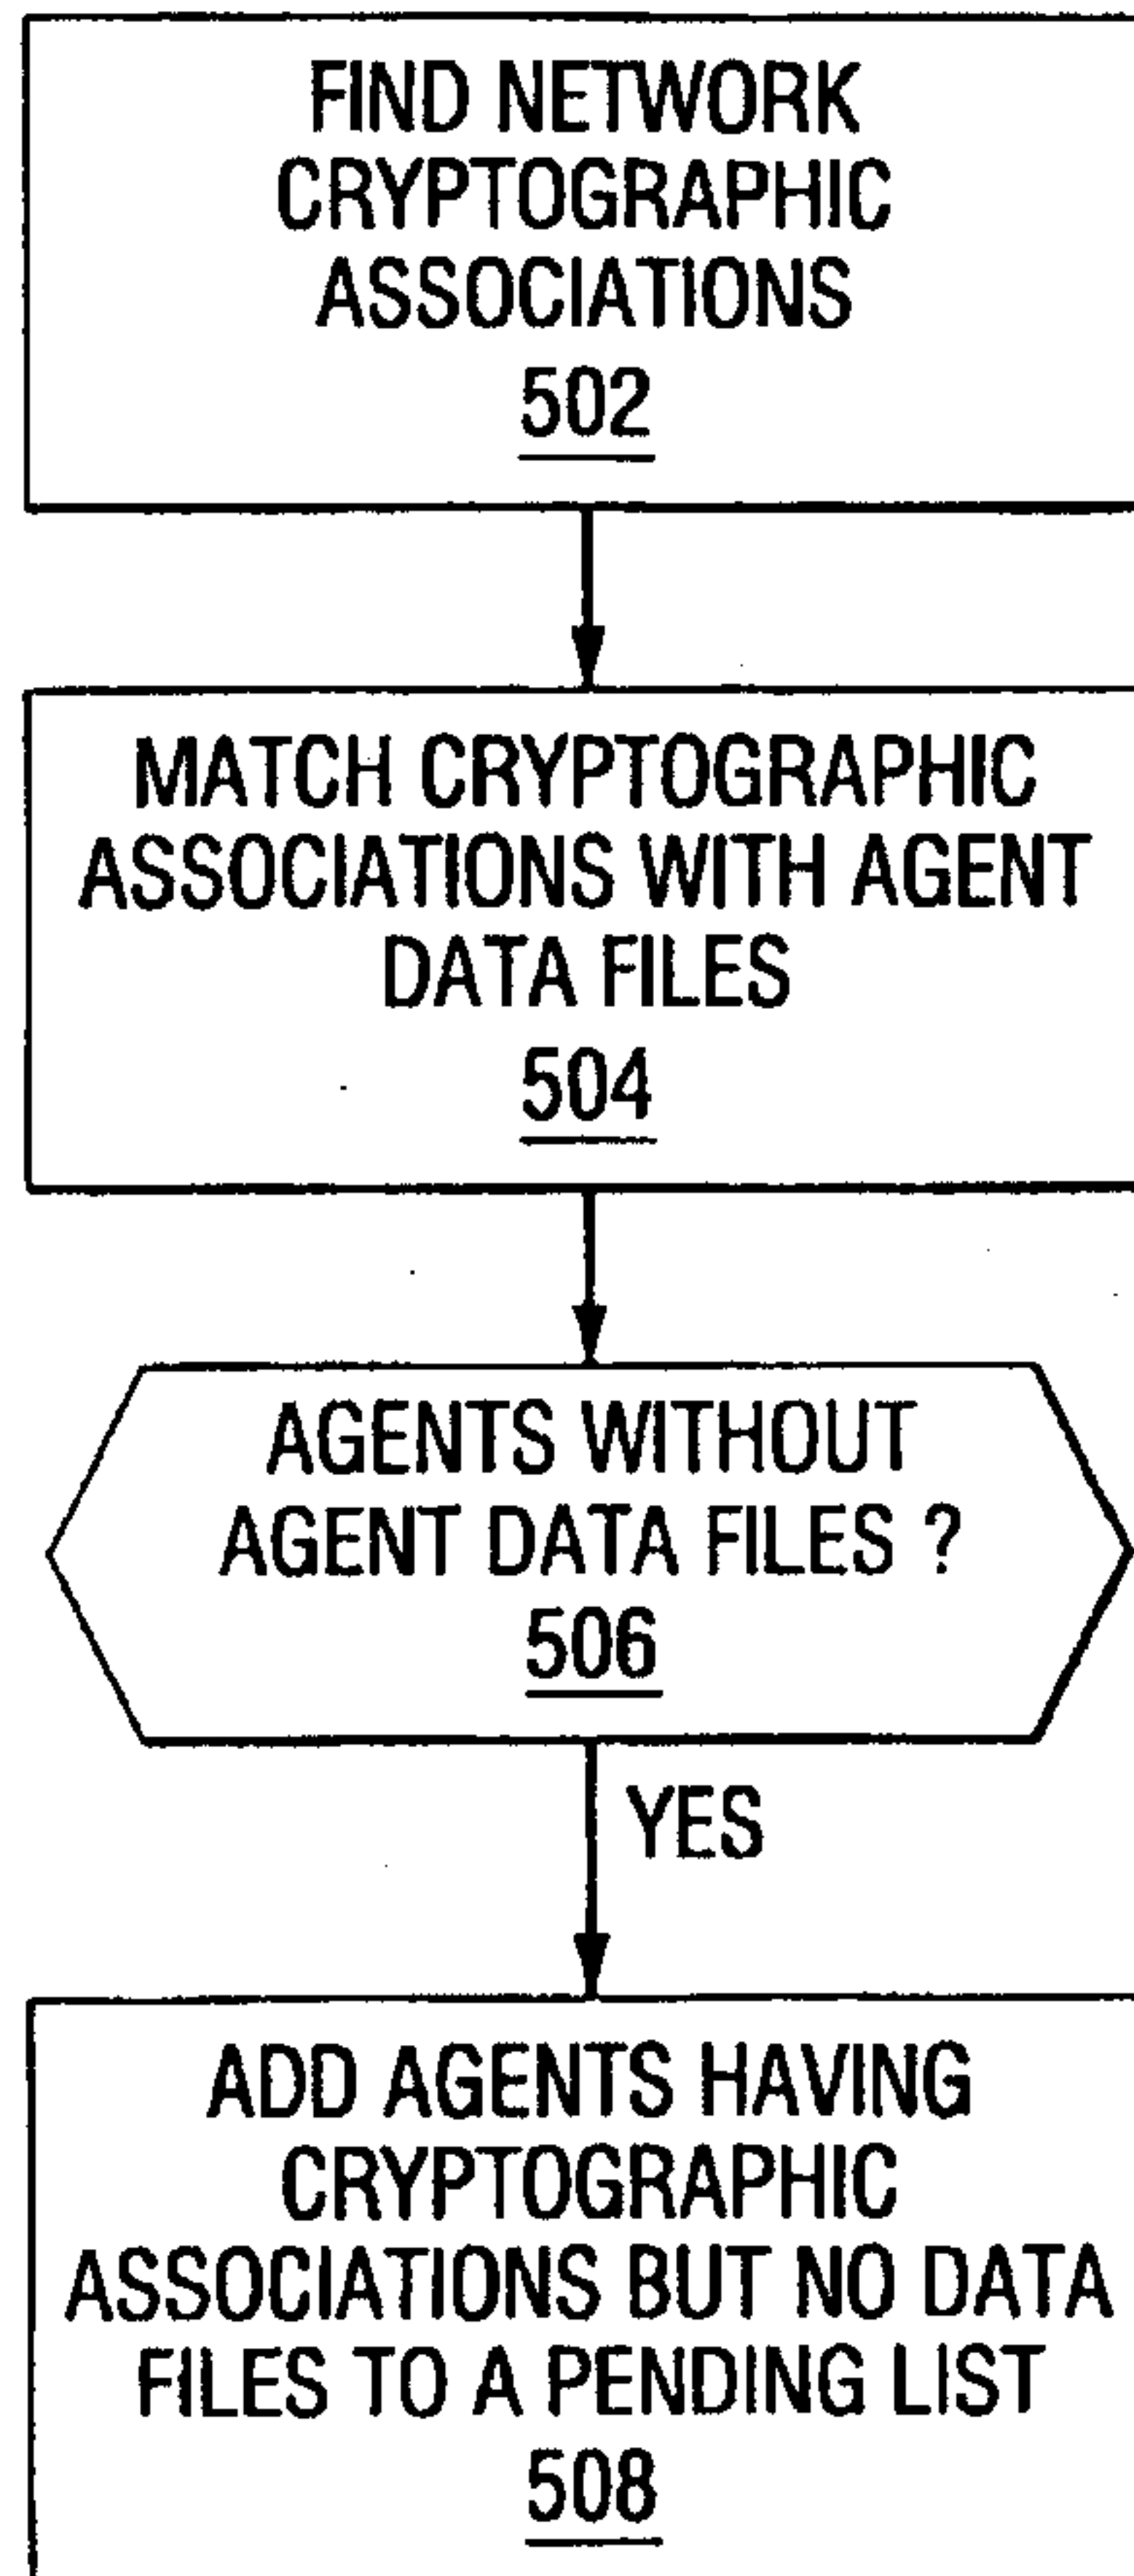 FIND NETWORK
CRYPTOGRAPHIC
ASSOCIATIONS
502
MATCH CRYPTOGRAPHIC
ASSOCIATIONS WITH AGENT
DATA FILES
504
AGENTS WITHOUT
AGENT DATA FILES ?
506
YES
ADD AGENTS HAVING
CRYPTOGRAPHIC
ASSOCIATIONS BUT NO DATA
FILES TO A PENDING LIST
508